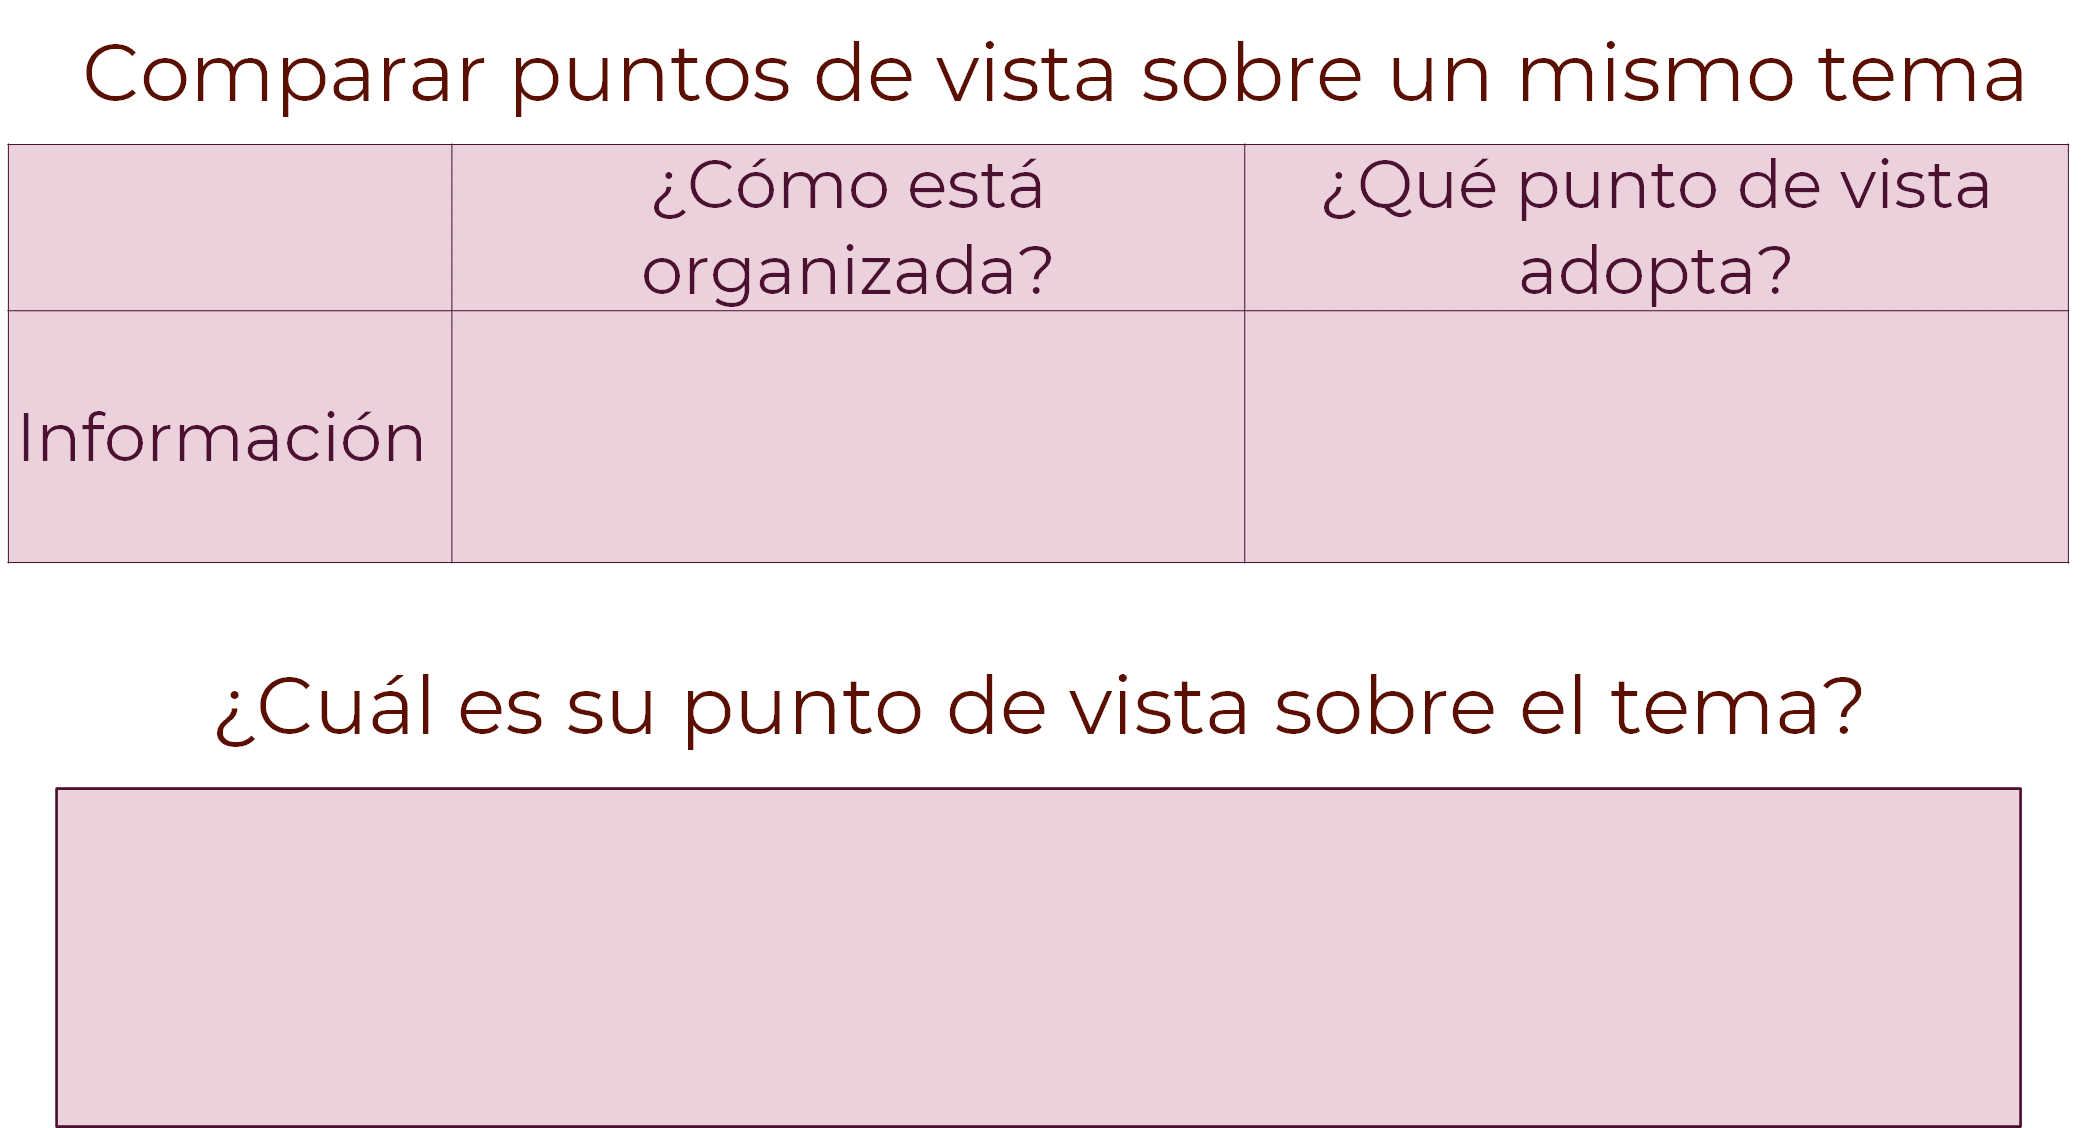 Comparar puntos de vista sobre un mismo tema
¿Cómo está
organizada?
¿Qué punto de vista
adopta?
Información
¿Cuál es su punto de vista sobre el tema?